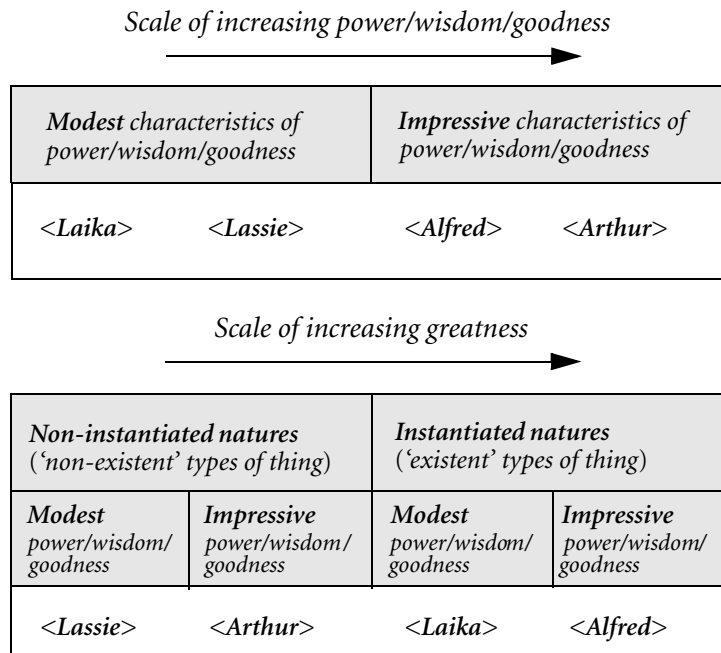 Scale of increasing power/wisdom/goodness
Modest characteristics of power/wisdom/goodness
Impressive characteristics of power/wisdom/goodness
<Laika> <Lassie> <Alfred> <Arthur>
Scale of increasing greatness
Non-instantiated natures
(‘non-existent’ types of thing)
Instantiated natures
(‘existent’ types of thing)
Modest
power/wisdom/
goodness
Impressive
power/wisdom/
goodness
Modest
power/wisdom/
goodness
Impressive
power/wisdom/
goodness
<Lassie> <Arthur> <Laika> <Alfred>